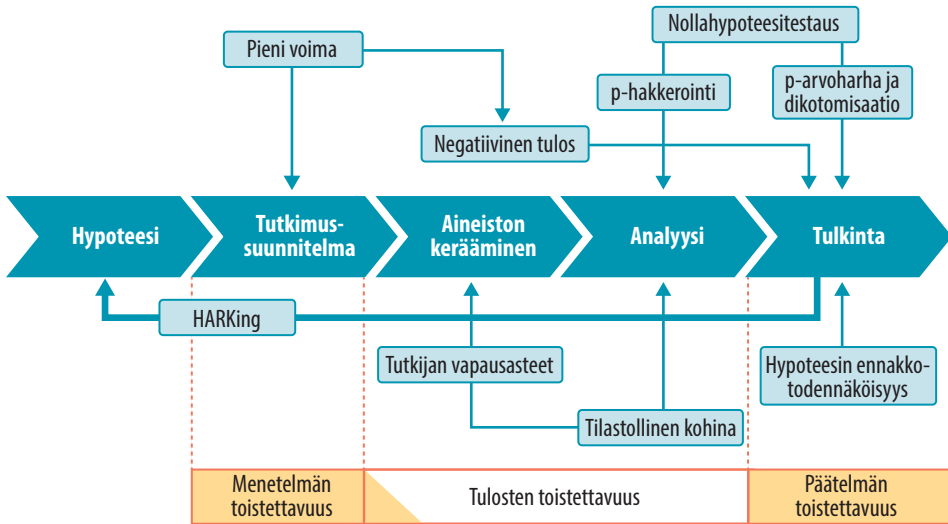 Nollahypoteesitestaus
Pieni voima
p-hakkerointi
p-arvoharha ja
dikotomisaatio
Negatiivinen tulos
Hypoteesi
Tutkimus-
suunnitelma
Aineiston
kerääminen
Analyysi
Tulkinta
HARKing
Tutkijan vapausasteet
Hypoteesin ennakko-
todennäköisyys
Tilastollinen kohina
Menetelmän
toistettavuus
Tulosten toistettavuus
Päätelmän
toistettavuus